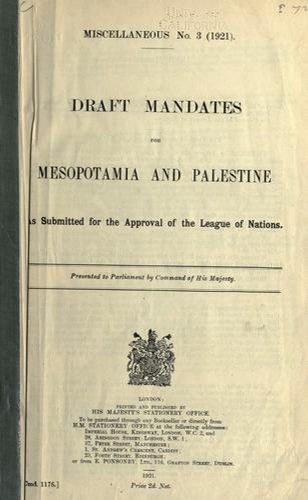 UNIV. OF
CALIFORNIA
MISCELLANEOUS No. 3 (1921).
DRAFT MANDATES
FOR
MESOPOTAMIA AND PALESTINE
As Submitted for the Approval of the League of Nations.
Presented to Parliament by Command of His Majesty.
LONDON:
PRINTED AND PUBLISHED BY
HIS MAJESTY'S STATIONERY OFFICE.
To be purchased through any Bookseller or directly from
H.M. STATIONERY OFFICE at the following addresses:
IMPERIAL HOUSE, KINGSWAY, LONDON, W.C. 2, and
28, ABINGDON STREET, LONDON, S.W. 1;
37, PETER STREET, MANCHESTER;
1, ST. ANDREW'S CRESCENT, CARDIFF;
23, FORTH STREET, EDINBURGH;
or from E. PONSONBY, LTD., 116, GRAFTON STREET, DUBLIN.
1921.
Cmd. 1176.] Price 2d. Net.